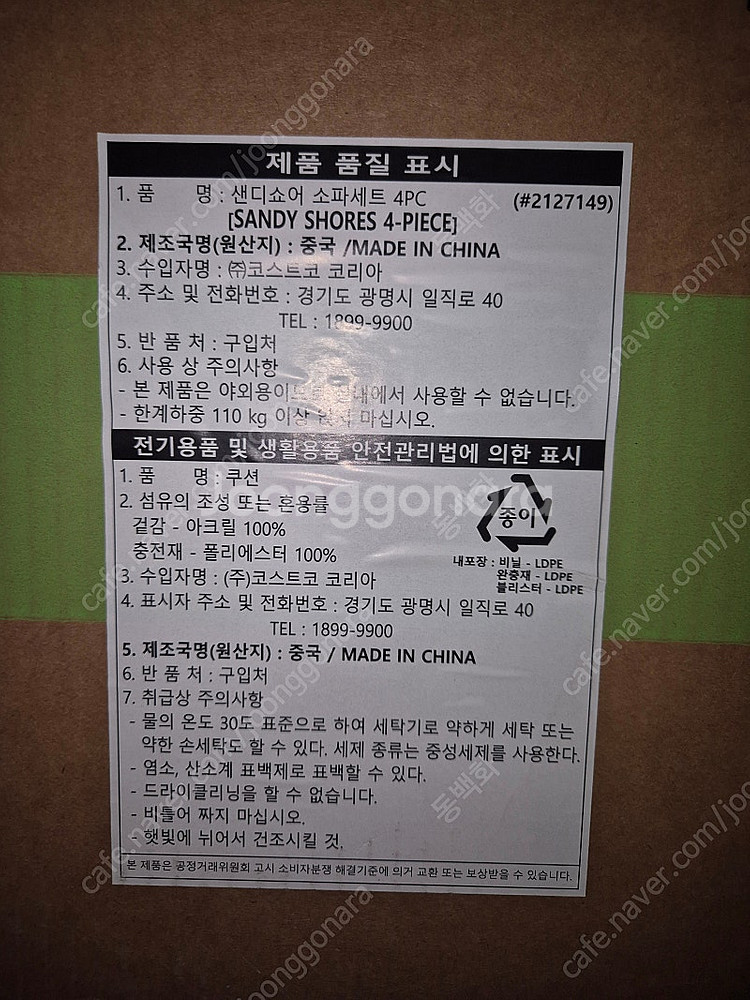 제품 품질 표시
1. 품 명 : 샌디쇼어 소파세트 4PC (#2127149)
[SANDY SHORES 4-PIECE]
2. 제조국명(원산지) : 중국 /MADE IN CHINA
3. 수입자명 : ㈜코스트코 코리아
4. 주소 및 전화번호 : 경기도 광명시 일직로 40
TEL : 1899-9900
5. 반 품 처 : 구입처
6. 사용 상 주의사항
- 본 제품은 야외용이 에서 사용할 수 없습니다.
- 한계하중 110 kg 이상 마십시오.
전기용품 및 생활용품 안전관리법에 의한 표시
1. 품 명 : 쿠션
2. 섬유의 조성 또는 혼용률
겉감 - 아크릴 100%
충전재 - 폴리에스터 100%
종이
내포장 : 비닐 - LDPE
완충재 - LDPE
블리스터 - LDPE
3. 수입자명 : (주)코스트코 코리아
4. 표시자 주소 및 전화번호 : 경기도 광명시 일직로 40
TEL : 1899-9900
5. 제조국명(원산지) : 중국 / MADE IN CHINA
6. 반 품 처 : 구입처
7. 취급상 주의사항
- 물의 온도 30도 표준으로 하여 세탁기로 약하게 세탁 또는
약한 손세탁도 할 수 있다. 세제 종류는 중성세제를 사용한다.
- 염소, 산소계 표백제로 표백할 수 있다.
- 드라이클리닝을 할 수 없습니다.
- 비틀어 짜지 마십시오.
- 햇빛에 뉘어서 건조시킬 것.
본 제품은 공정거래위원회 고시 소비자분쟁 해결기준에 의거 교환 또는 보상받을 수 있습니다.
joonggonara
cafe.naver.com/joonggonara
동백화